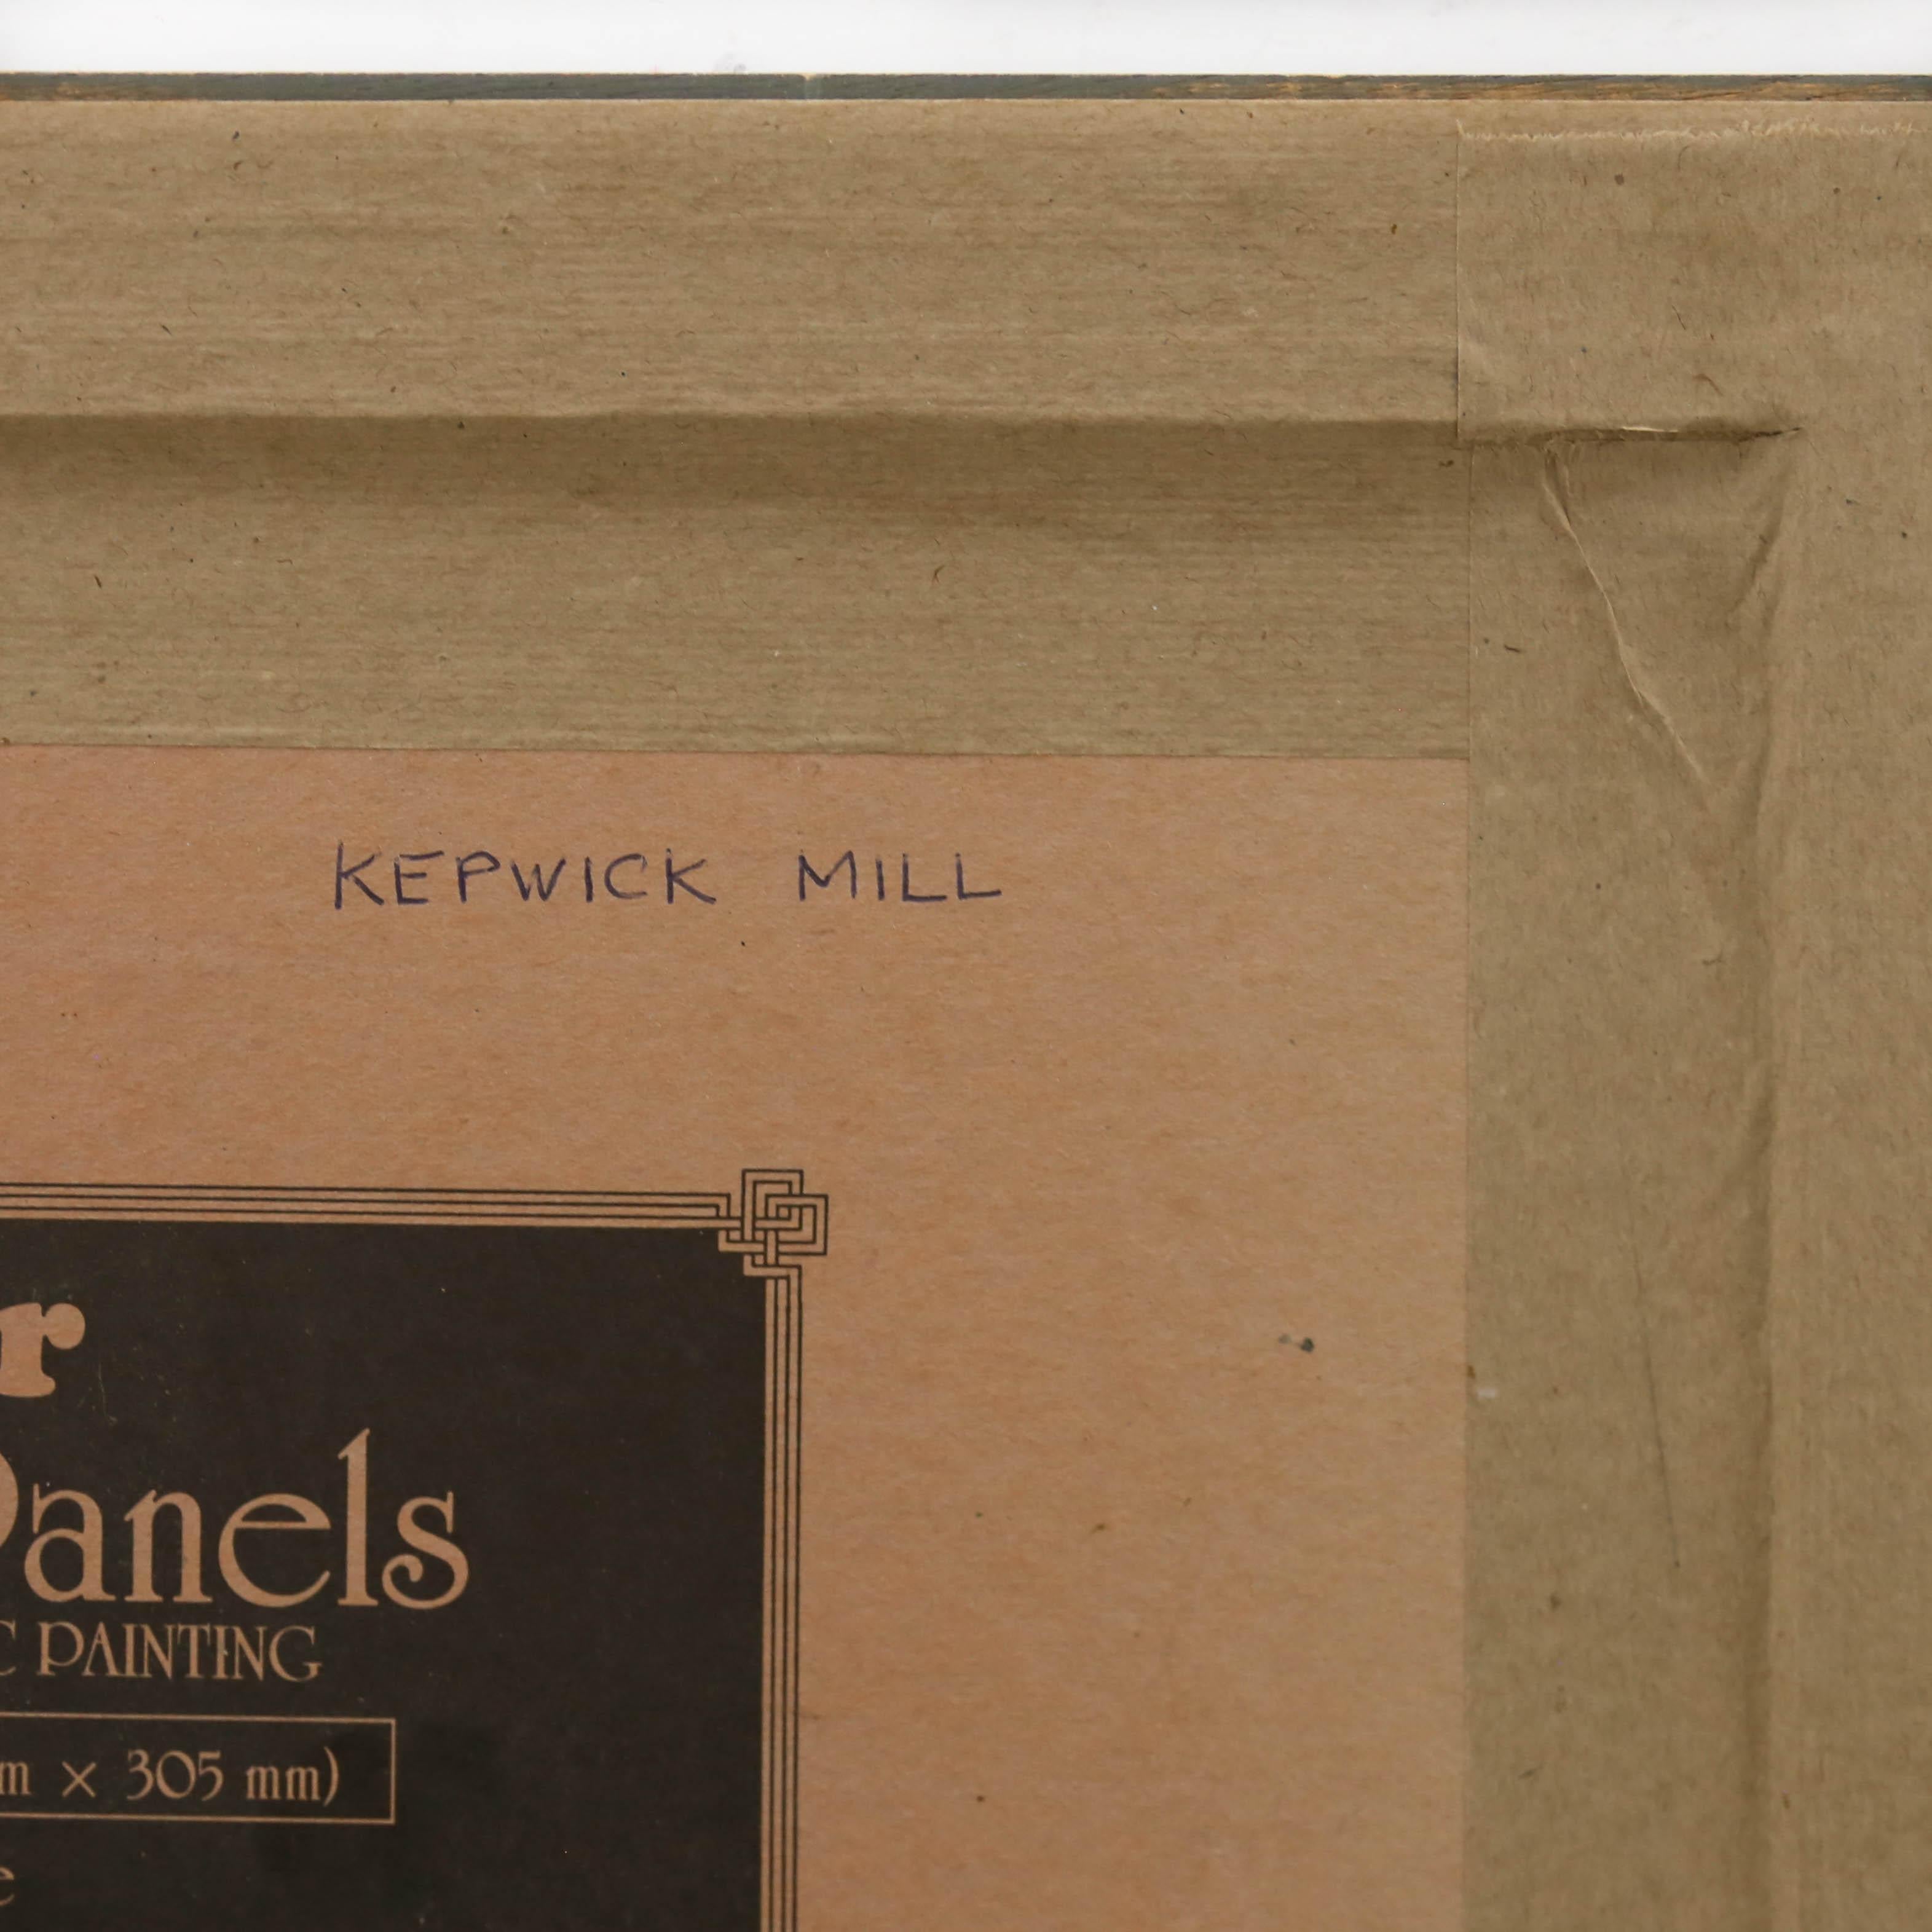 KEPWICK MILL
r
Panels
C PAINTING
m × 305 mm)
e